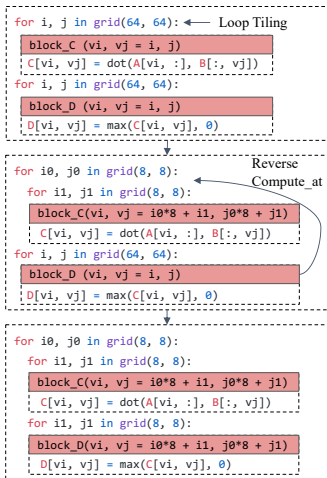 for i, j in grid(64, 64):
Loop Tiling
block_C (vi, vj = i, j)
C[vi, vj] = dot(A[vi, :], B[:, vj])
for i, j in grid(64, 64):
block_D (vi, vj = i, j)
D[vi, vj] = max(C[vi, vj], 0)
Reverse
Compute_at
for i0, j0 in grid(8, 8):
for i1, j1 in grid(8, 8):
block_C(vi, vj = i0*8 + i1, j0*8 + j1)
C[vi, vj] = dot(A[vi, :], B[:, vj])
for i, j in grid(64, 64):
block_D (vi, vj = i, j)
D[vi, vj] = max(C[vi, vj], 0)
for i0, j0 in grid(8, 8):
for i1, j1 in grid(8, 8):
block_C(vi, vj = i0*8 + i1, j0*8 + j1)
C[vi, vj] = dot(A[vi, :], B[:, vj])
for i1, j1 in grid(8, 8):
block_D(vi, vj = i0*8 + i1, j0*8 + j1)
D[vi, vj] = max(C[vi, vj], 0)